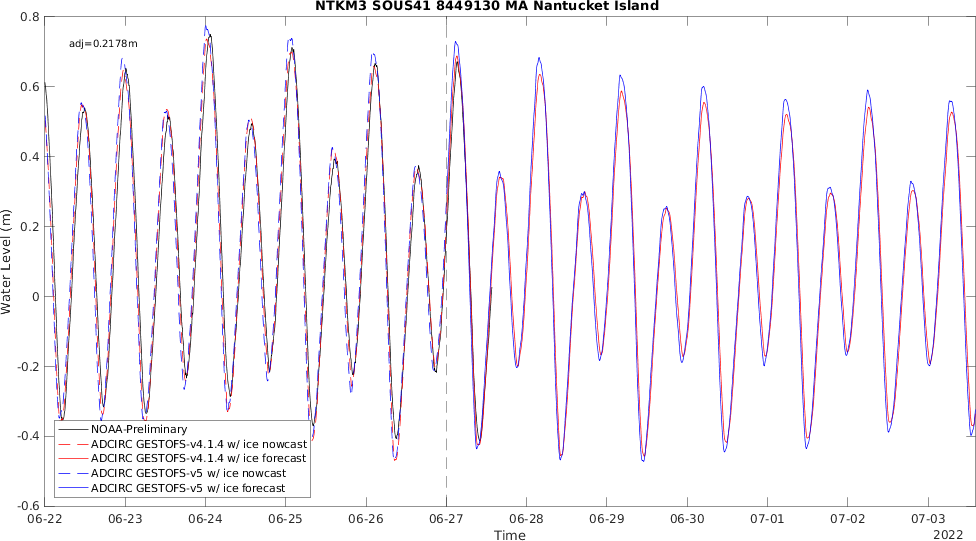 NTKM3 SOUS41 8449130 MA Nantucket Island
adj=0.2178m
0.8
0.6
0.4
0.2
0
-0.2
-0.4
-0.6
Water Level (m)
NOAA-Preliminary
ADCIRC GESTOFS-v4.1.4 w/ ice nowcast
ADCIRC GESTOFS-v4.1.4 w/ ice forecast
ADCIRC GESTOFS-v5 w/ ice nowcast
ADCIRC GESTOFS-v5 w/ ice forecast
06-22 06-23 06-24 06-25 06-26 06-27 06-28 06-29 06-30 07-01 07-02 07-03
Time
2022